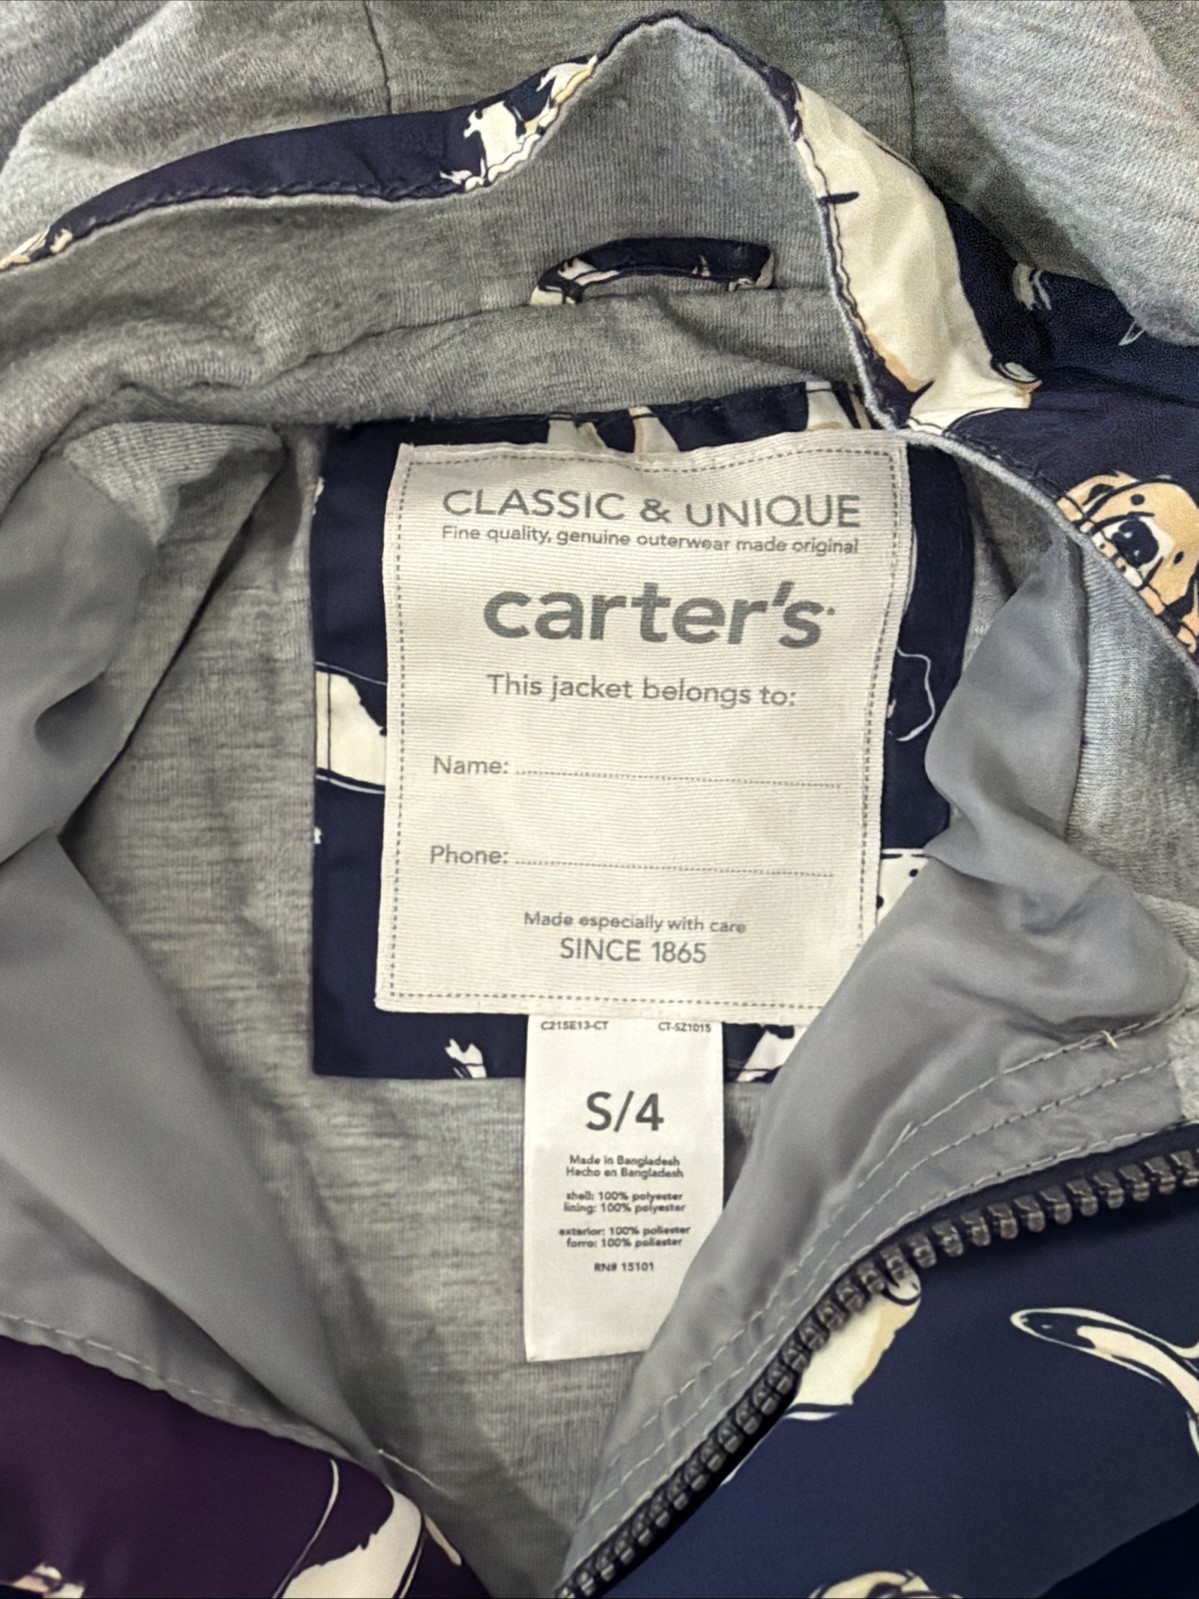 CLASSIC & UNIQUE
Fine quality, genuine outerwear made original
carter's
This jacket belongs to:
Name:
Phone:
Made especially with care
SINCE 1865
C215E13-CT CT-SZ1015
S/4
Made in Bangladesh
Hecho en Bangladesh
shell: 100% polyester
lining: 100% polyester
exterior: 100% poliester
forro: 100% poliester
RN# 15101